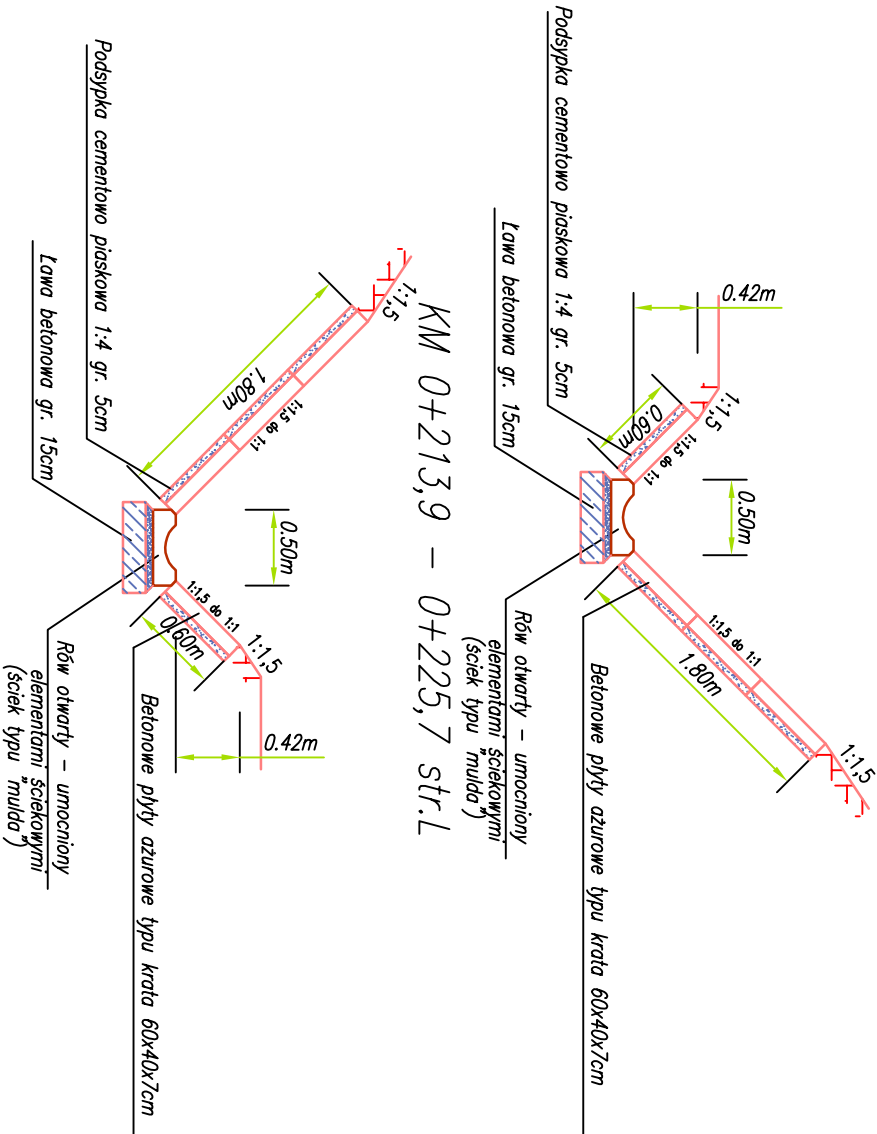 0.42m
0.50m
1:1,5
1:1,5 do 1:1
0.60m
1:1,5 do 1:1
1.80m
1:1,5
Podsypka cementowo piaskowa 1:4 gr. 5cm
Ława betonowa gr. 15cm
Rów otwarty – umocniony
elementami ściekowymi
(ściek typu "mulda")
Betonowe płyty ażurowe typu krata 60x40x7cm
KM 0+213,9 – 0+225,7 str.L
1:1,5
1:1,5 do 1:1
1.80m
0.50m
1:1,5 do 1:1
1:1,5
0.60m
0.42m
Podsypka cementowo piaskowa 1:4 gr. 5cm
Ława betonowa gr. 15cm
Rów otwarty – umocniony
elementami ściekowymi
(ściek typu "mulda")
Betonowe płyty ażurowe typu krata 60x40x7cm